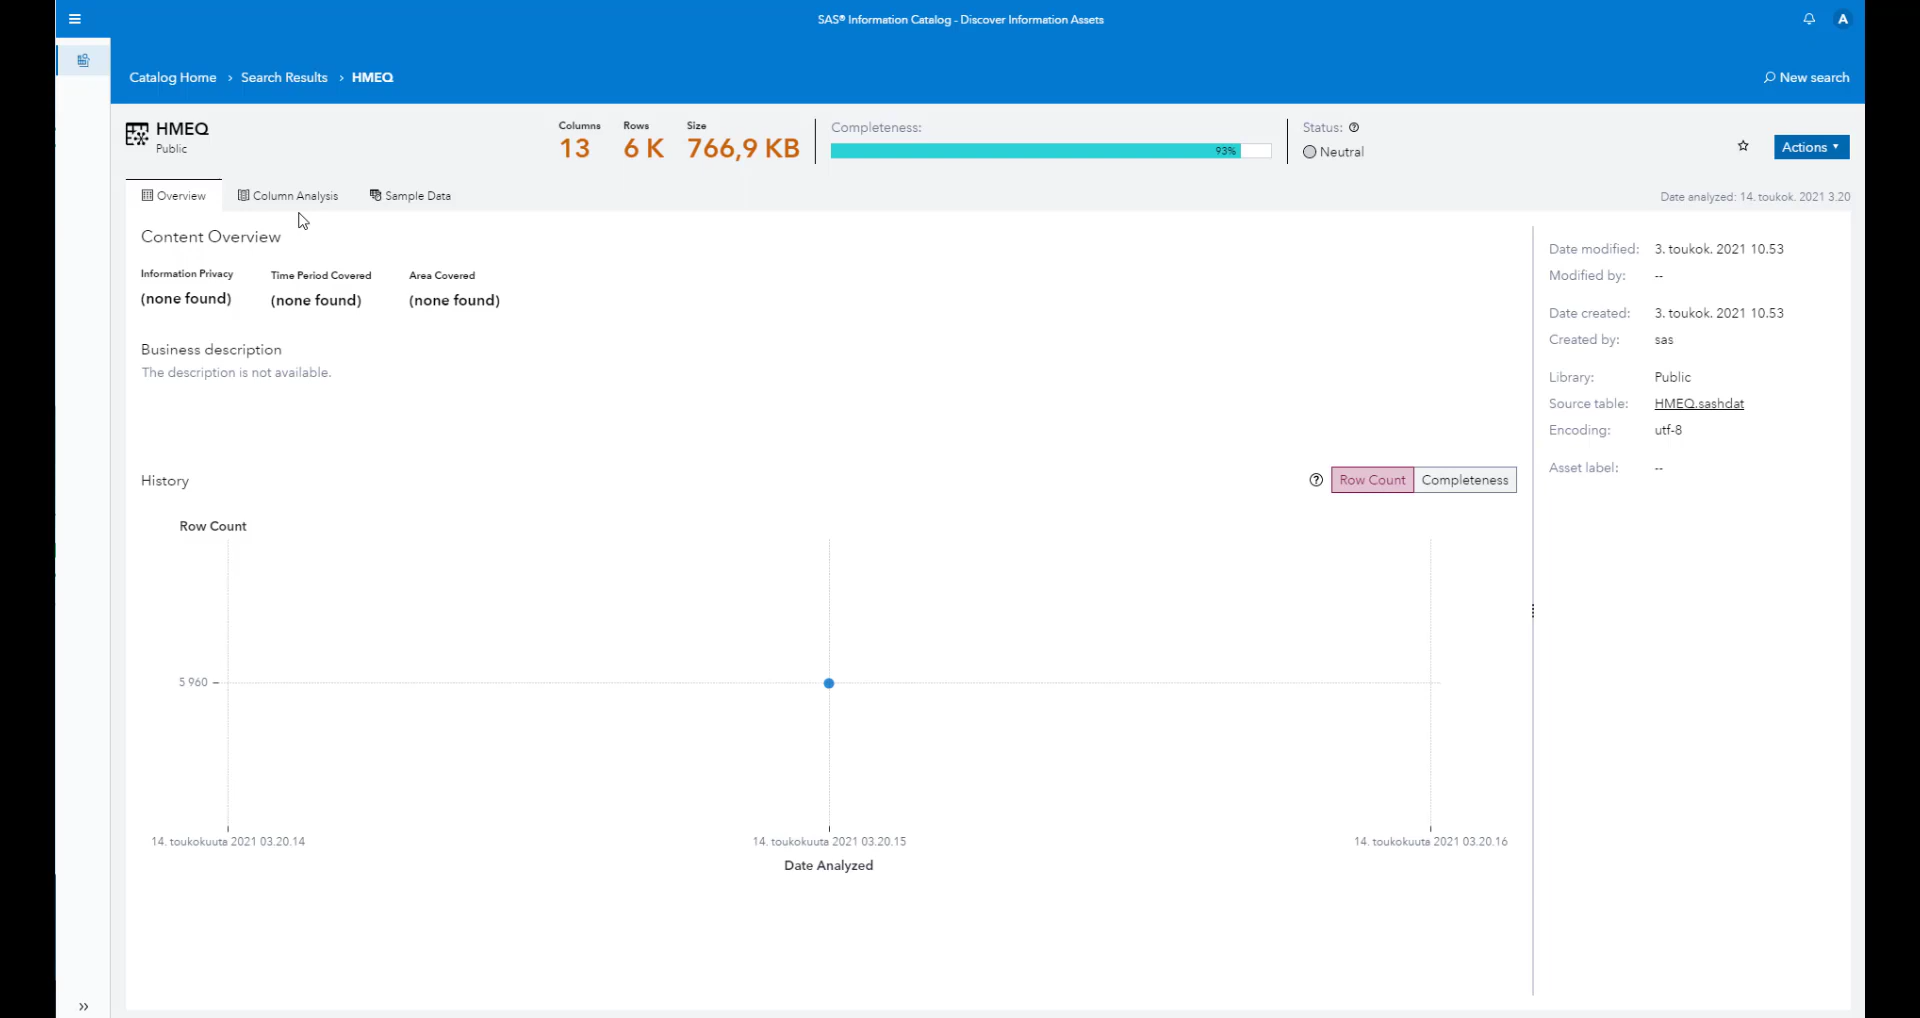 SAS® Information Catalog - Discover Information Assets
A
Catalog Home › Search Results › HMEQ
New search
HMEQ
Public
Columns
13
Rows
6 K
Size
766,9 KB
Completeness:
93%
Status:
Neutral
Actions
Overview
Column Analysis
Sample Data
Date analyzed: 14. toukok. 2021 3.20
Content Overview
Information Privacy
(none found)
Time Period Covered
(none found)
Area Covered
(none found)
Business description
The description is not available.
History
Row Count
Completeness
Row Count
5 960
14. toukokuuta 2021 03.20.14
14. toukokuuta 2021 03.20.15
14. toukokuuta 2021 03.20.16
Date Analyzed
Date modified: 3. toukok. 2021 10.53
Modified by: --
Date created: 3. toukok. 2021 10.53
Created by: sas
Library: Public
Source table: HMEQ.sashdat
Encoding: utf-8
Asset label: --